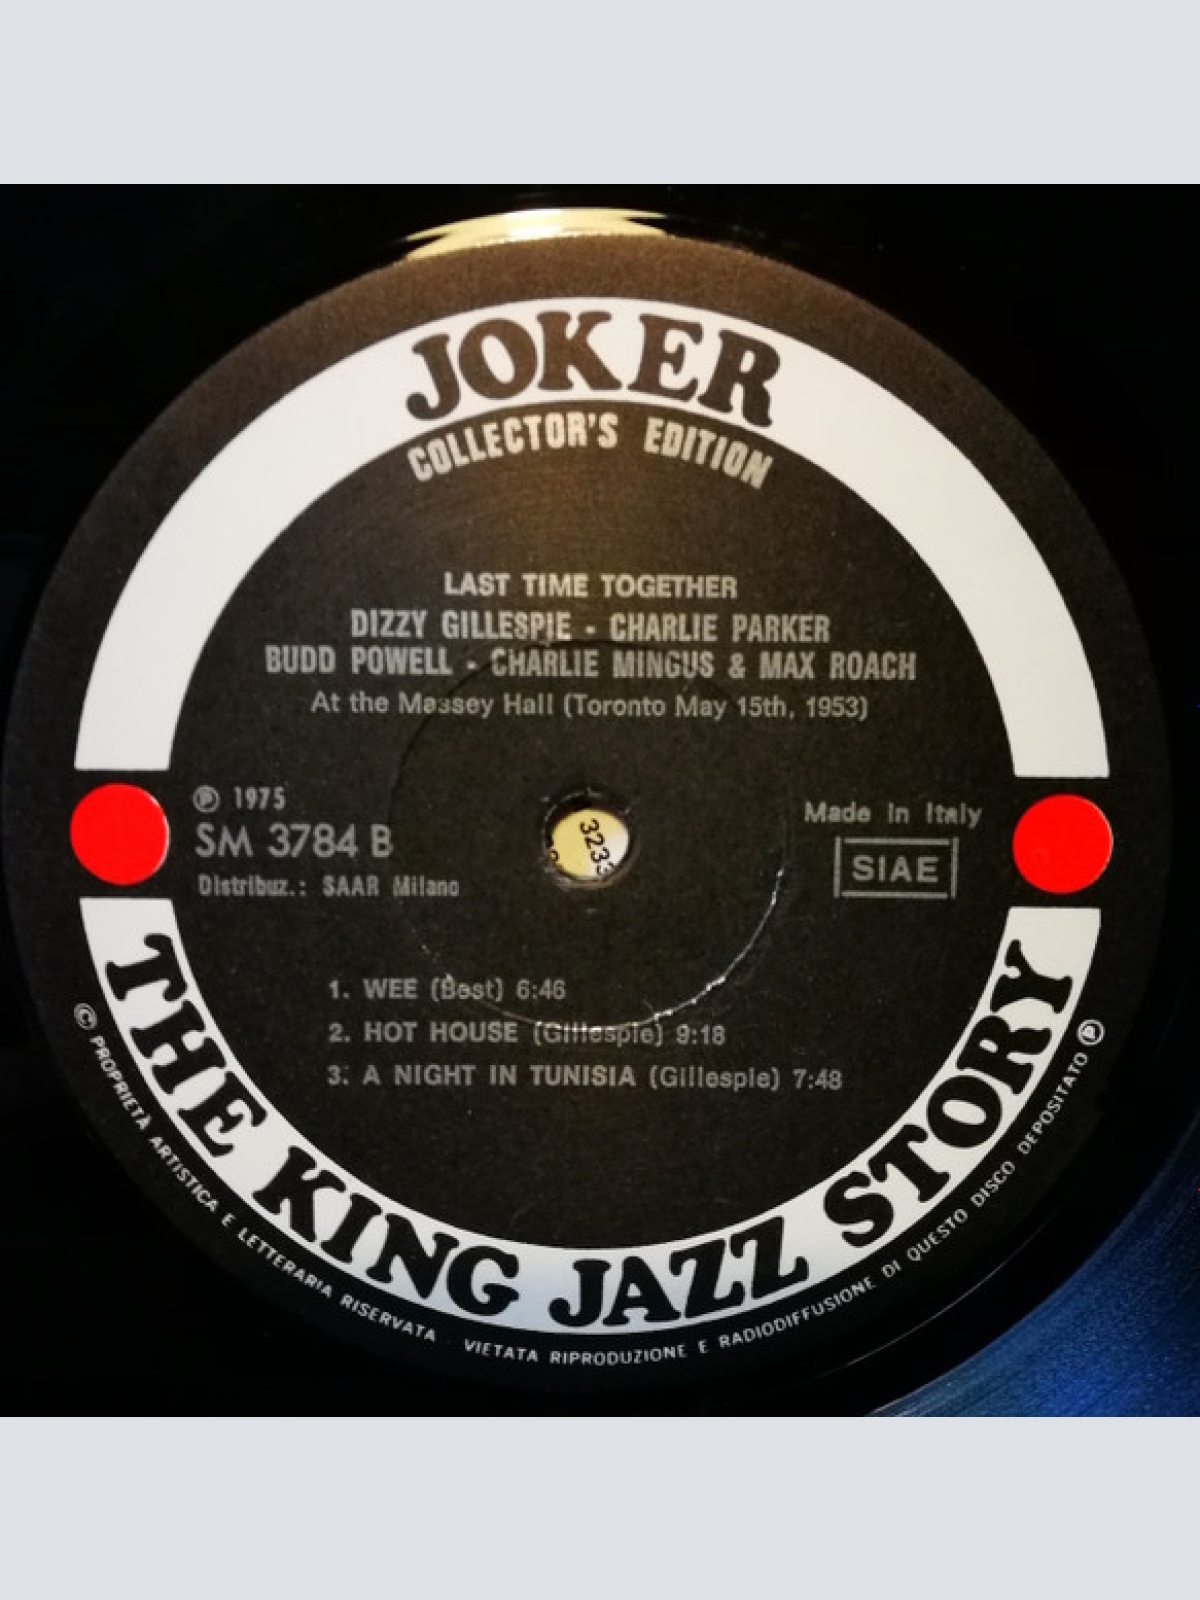 JOKER
COLLECTOR'S EDITION
LAST TIME TOGETHER
DIZZY GILLESPIE - CHARLIE PARKER
BUDD POWELL - CHARLIE MINGUS & MAX ROACH
At the Massey Hall (Toronto May 15th, 1953)
℗ 1975
SM 3784 B
Distribuz.: SAAR Milano
Made in Italy
SIAE
3233
1. WEE (Best) 6:46
2. HOT HOUSE (Gillespie) 9:18
3. A NIGHT IN TUNISIA (Gillespie) 7:48
THE KING JAZZ STORY
© PROPRIETÀ ARTISTICA E LETTERARIA RISERVATA VIETATA RIPRODUZIONE E RADIODIFFUSIONE DI QUESTO DISCO DEPOSITATO ℗